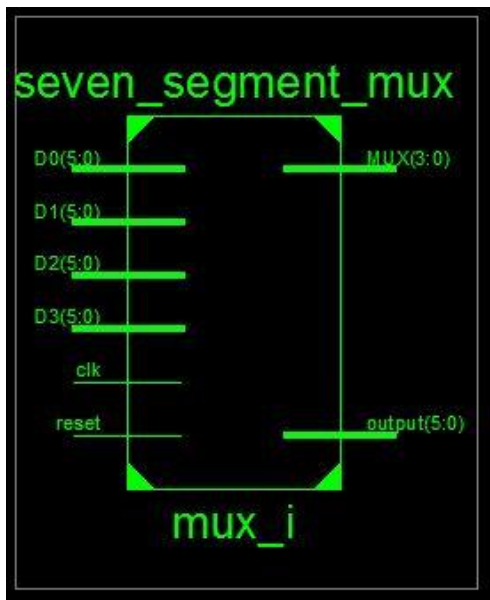 seven_segment_mux
D0(5:0)
MUX(3:0)
D1(5:0)
D2(5:0)
D3(5:0)
clk
reset
output(5:0)
mux_i